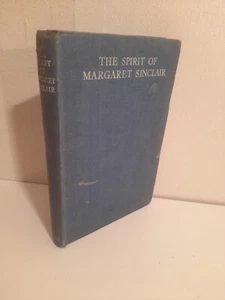 THE SPIRIT OF
MARGARET SINCLAIR